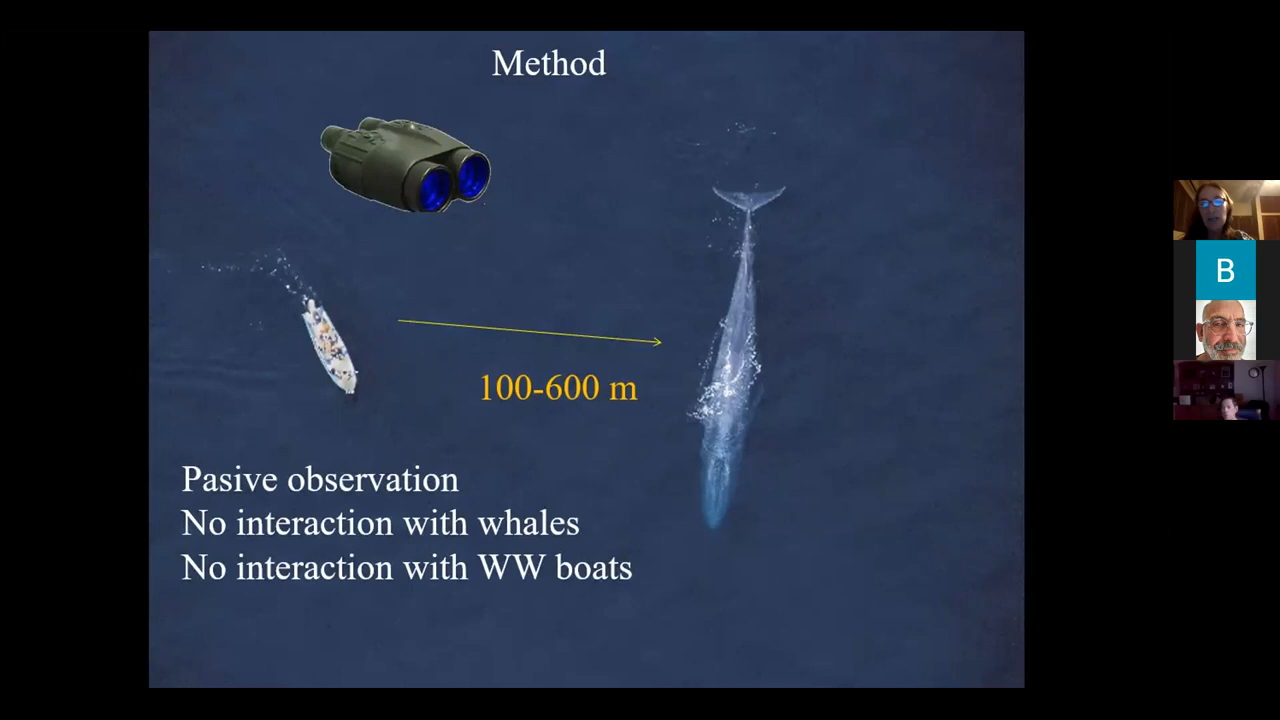 Method
100-600 m
Pasive observation
No interaction with whales
No interaction with WW boats
B